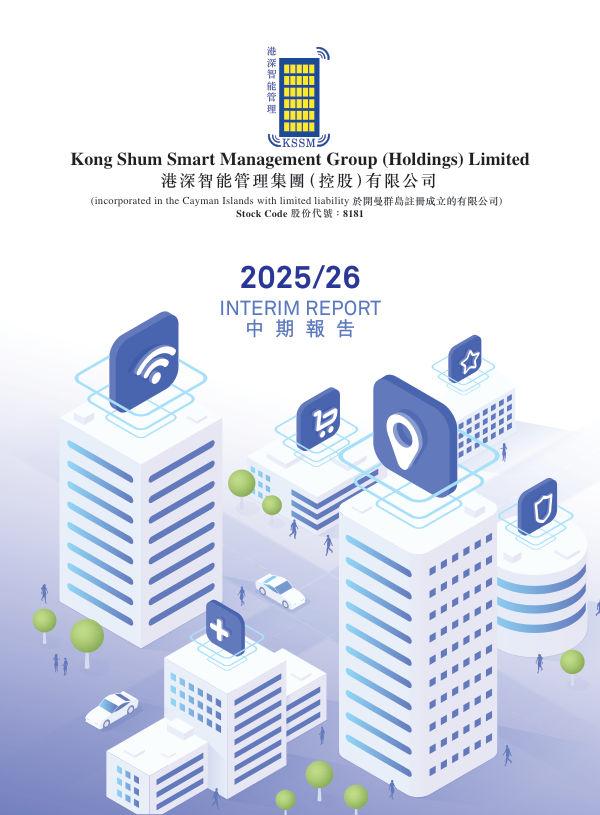 港深智能管理
KSSM
Kong Shum Smart Management Group (Holdings) Limited
港深智能管理集團(控股)有限公司
(incorporated in the Cayman Islands with limited liability 於開曼群島註冊成立的有限公司)
Stock Code 股份代號：8181
2025/26
INTERIM REPORT
中期報告